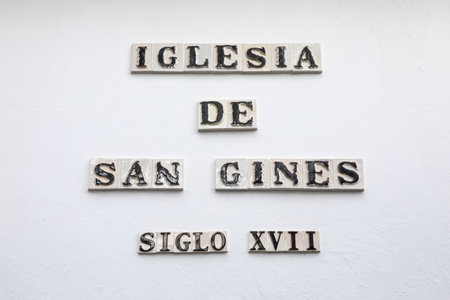 IGLESIA
DE
SAN GINES
SIGLO XVII